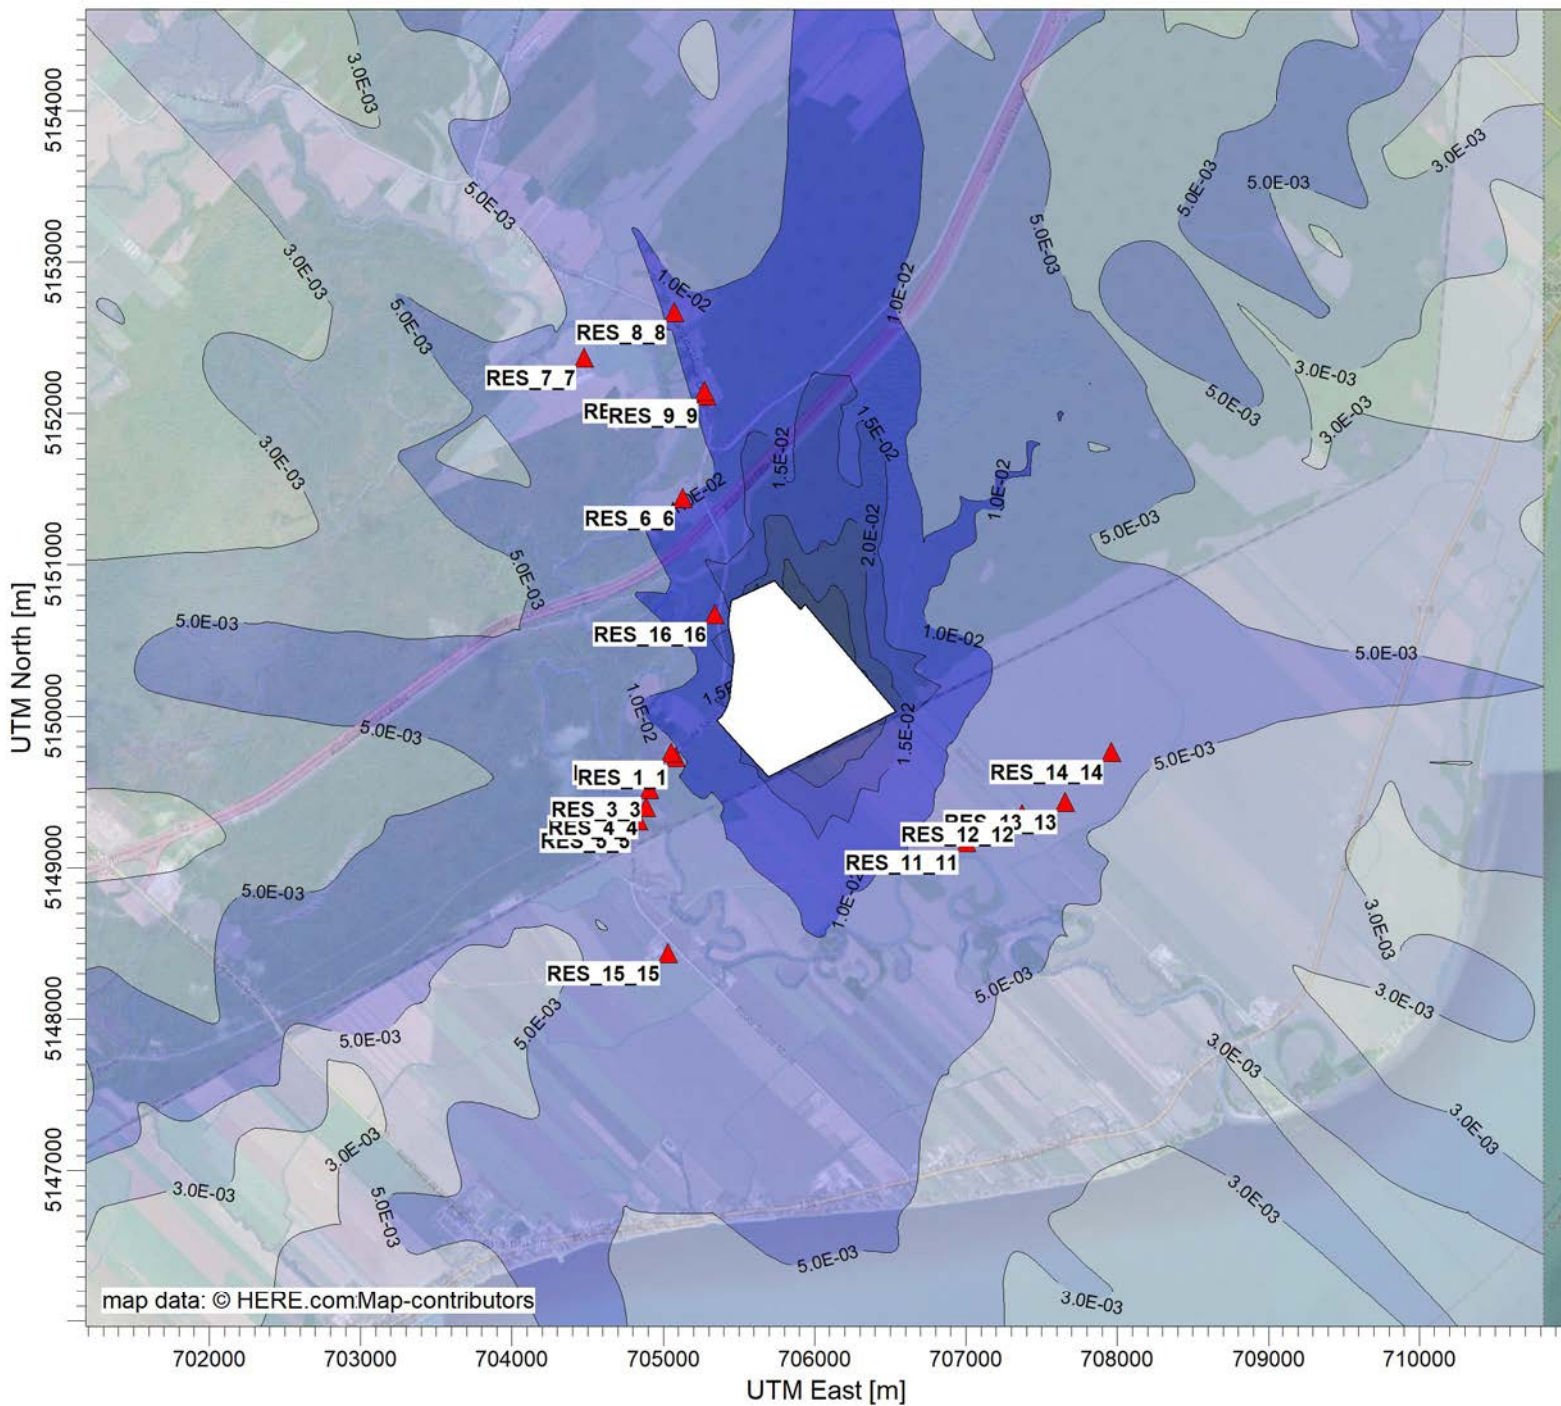 3.0E-03
5154000
3.0E-03
5.0E-03
5.0E-03
5.0E-03
5.0E-03
5153000
3.0E-03
1.0E-02
1.0E-02
5.0E-03
RES_8_8
RES_7_7
3.0E-03
5.0E-03
5152000
RE
RES_9_9
1.5E-02
3.0E-03
3.0E-03
1.5E-02
1.0E-02
RES_6_6
1.0E-02
2.0E-02
5.0E-03
5151000
5.0E-03
5.0E-03
RES_16_16
1.0E-02
5.0E-03
UTM North [m]
1.0E-02
1.5E
5150000
5.0E-03
1.5E-02
5.0E-03
RES_1_1
RES_14_14
RES_3_3
RES_4_4
RES_5_5
RES_13_13
RES_12_12
RES_11_11
5149000
5.0E-03
1.0E-02
3.0E-03
RES_15_15
5.0E-03
3.0E-03
5148000
5.0E-03
5.0E-03
3.0E-03
3.0E-03
3.0E-03
5147000
3.0E-03
5.0E-03
3.0E-03
5.0E-03
3.0E-03
map data: © HERE.com Map-contributors
702000 703000 704000 705000 706000 707000 708000 709000 710000
UTM East [m]